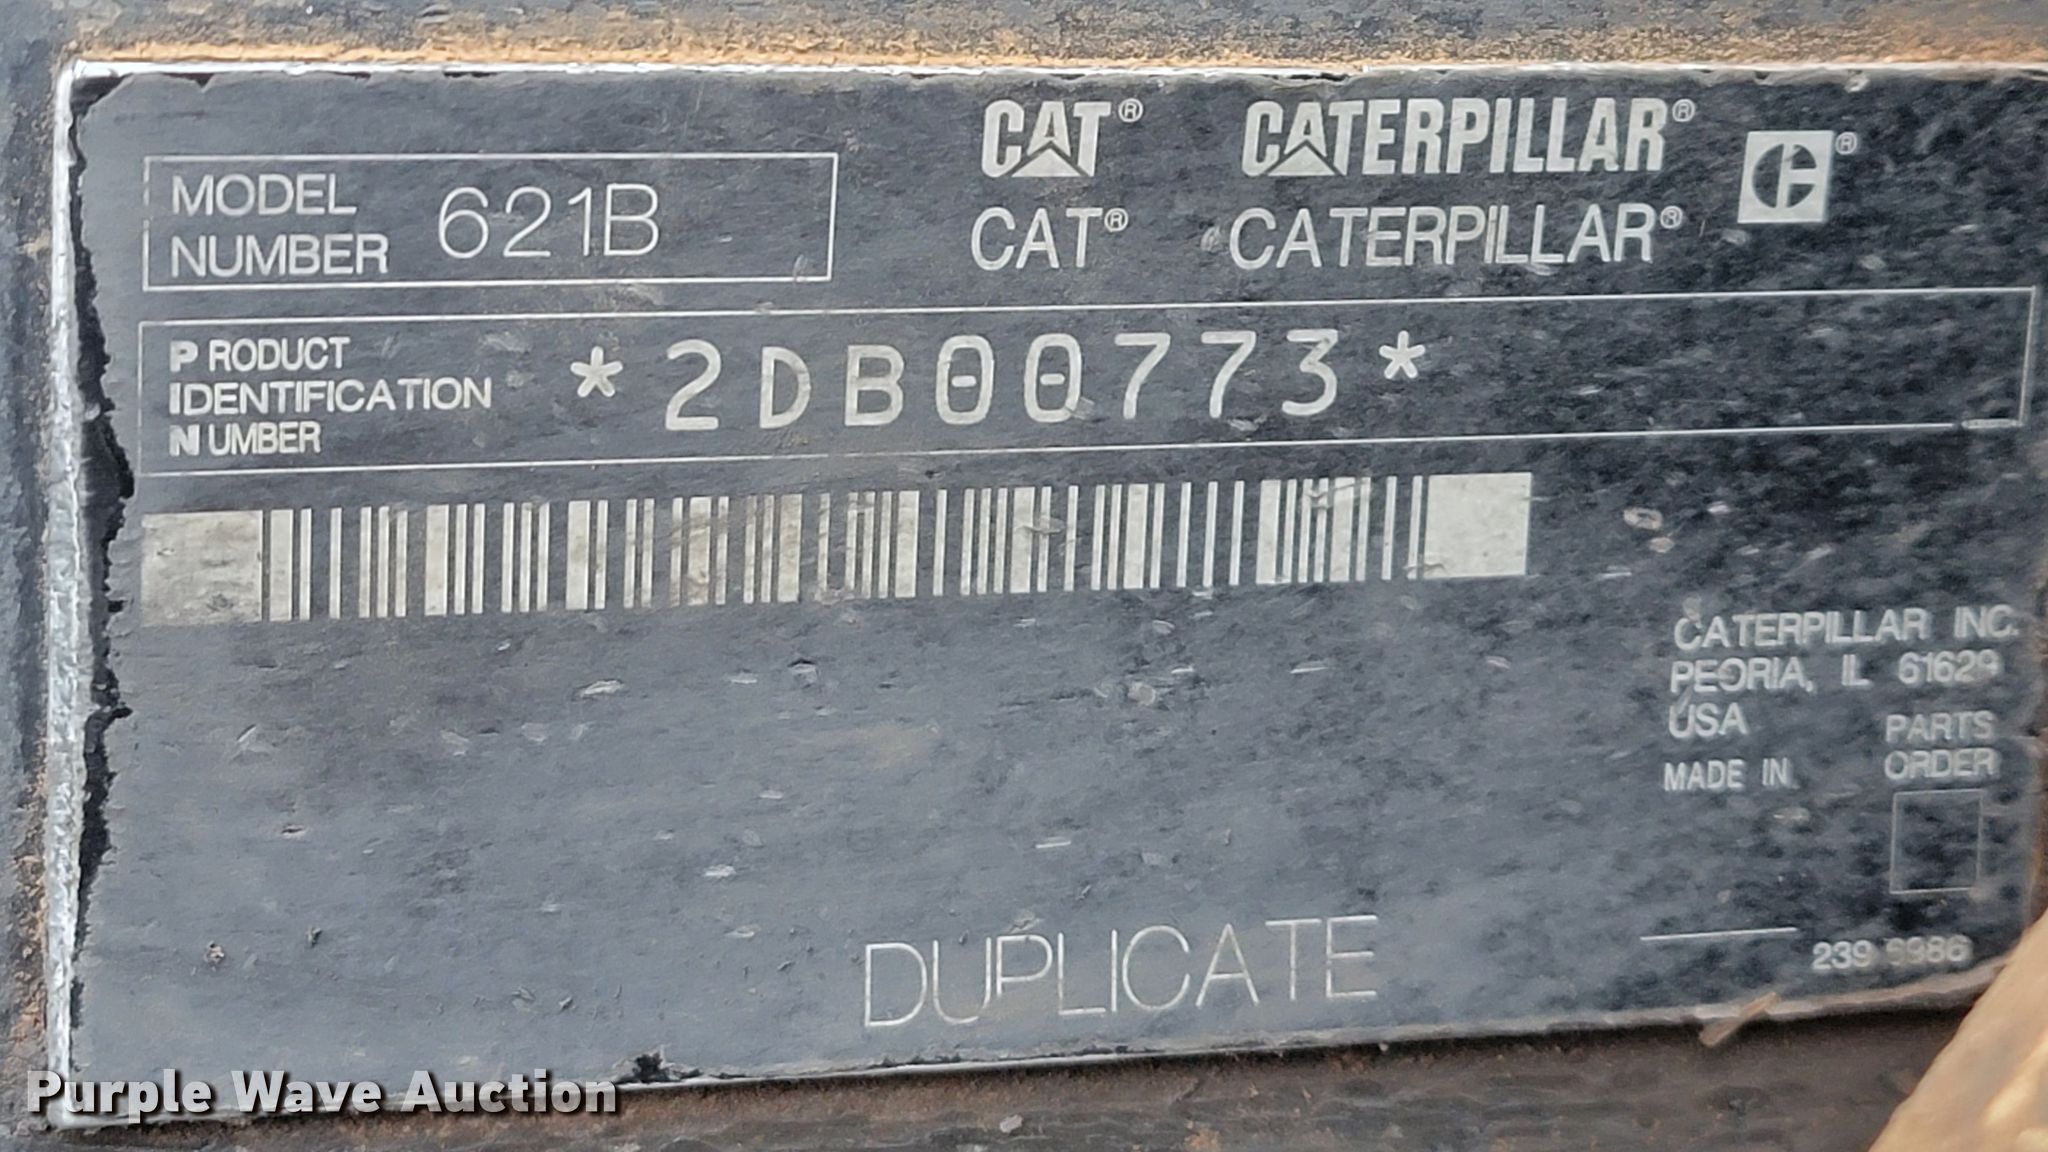 CAT® CATERPILLAR® ®
MODEL
NUMBER 621B
CAT® CATERPILLAR®
PRODUCT
IDENTIFICATION *2DB00773*
NUMBER
CATERPILLAR INC.
PEORIA, IL 61629
USA PARTS
MADE IN ORDER
DUPLICATE
239
Purple Wave Auction